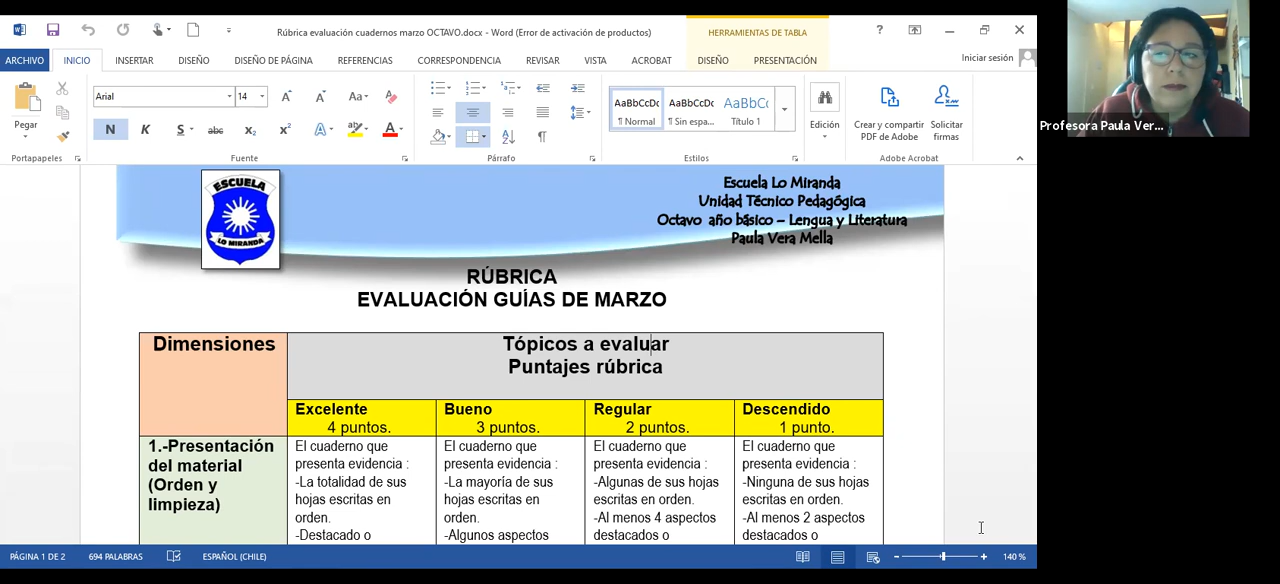 Rúbrica evaluación cuadernos marzo OCTAVO.docx - Word (Error de activación de productos)
HERRAMIENTAS DE TABLA
?
ARCHIVO INICIO INSERTAR DISEÑO DISEÑO DE PÁGINA REFERENCIAS CORRESPONDENCIA REVISAR VISTA ACROBAT DISEÑO PRESENTACIÓN Iniciar sesión
Arial 14 A A Aa A
AaBbCcDc AaBbCcDc AaBbCc
Pegar
N K S abc x₂ x² A A
¶ Normal ¶ Sin espa... Título 1
Edición
Crear y compartir PDF de Adobe
Solicitar firmas
Portapapeles Fuente Párrafo Estilos Adobe Acrobat
Profesora Paula Ver...
ESCUELA
LO MIRANDA
Escuela Lo Miranda
Unidad Técnico Pedagógica
Octavo año básico – Lengua y Literatura
Paula Vera Mella
RÚBRICA
EVALUACIÓN GUÍAS DE MARZO
Dimensiones
Tópicos a evaluar
Puntajes rúbrica
Excelente
4 puntos.
Bueno
3 puntos.
Regular
2 puntos.
Descendido
1 punto.
1.-Presentación
del material
(Orden y
limpieza)
El cuaderno que
presenta evidencia :
-La totalidad de sus
hojas escritas en
orden.
-Destacado o
El cuaderno que
presenta evidencia :
-La mayoría de sus
hojas escritas en
orden.
-Algunos aspectos
El cuaderno que
presenta evidencia :
-Algunas de sus hojas
escritas en orden.
-Al menos 4 aspectos
destacados o
El cuaderno que
presenta evidencia :
-Ninguna de sus hojas
escritas en orden.
-Al menos 2 aspectos
destacados o
PÁGINA 1 DE 2 694 PALABRAS ESPAÑOL (CHILE) 140 %